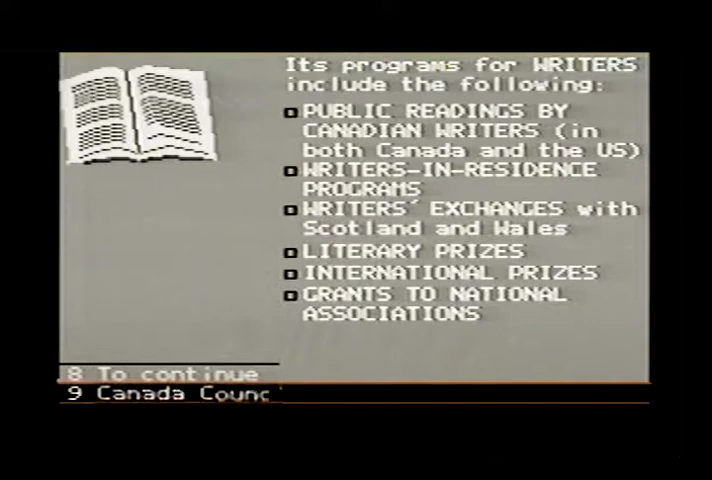 Its programs for WRITERS
include the following:
PUBLIC READINGS BY
CANADIAN WRITERS (in
both Canada and the US)
WRITERS-IN-RESIDENCE
PROGRAMS
WRITERS' EXCHANGES with
Scotland and Wales
LITERARY PRIZES
INTERNATIONAL PRIZES
GRANTS TO NATIONAL
ASSOCIATIONS
8 To continue
9 Canada Counc